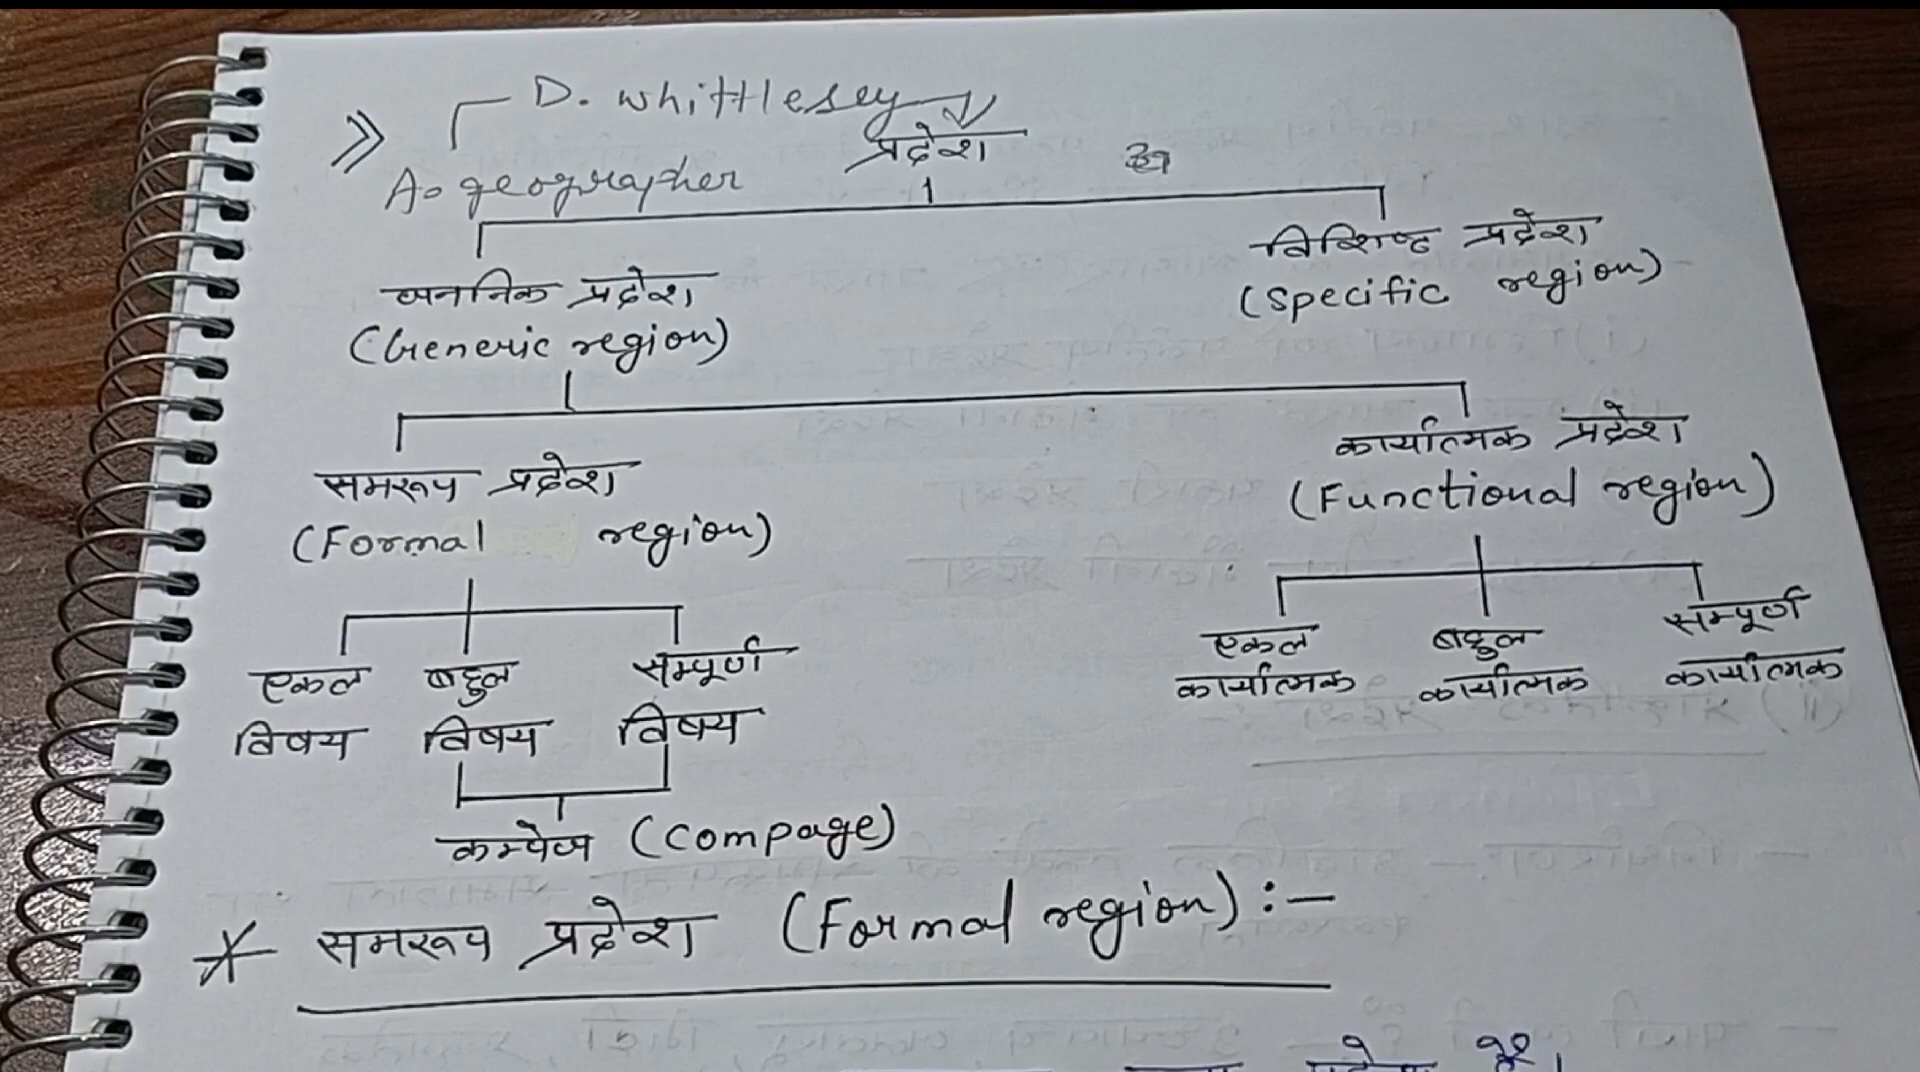 D. Whittlesey
A. geographer
प्रदेश
जननिक प्रदेश
(Generic region)
विशिष्ट प्रदेश
(Specific region)
समरूप प्रदेश
(Formal region)
कार्यात्मक प्रदेश
(Functional region)
एकल
विषय
बहुल
विषय
सम्पूर्ण
विषय
एकल
कार्यात्मक
बहुल
कार्यात्मक
सम्पूर्ण
कार्यात्मक
कम्पेज (Compage)
* समरूप प्रदेश (Formal region) :-